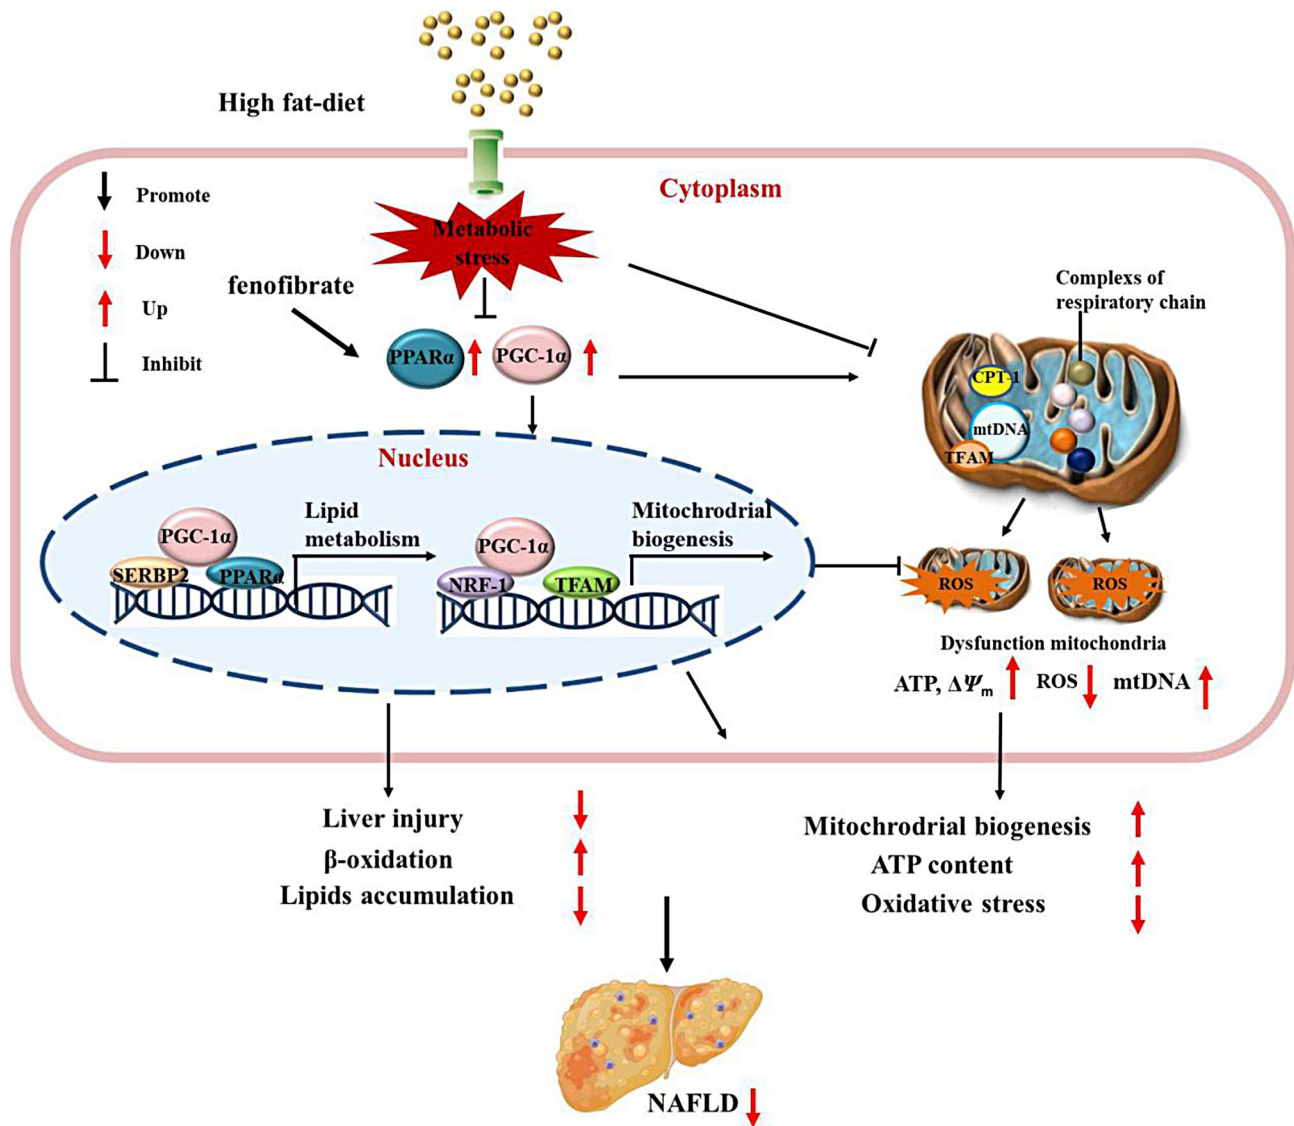 High fat-diet
Cytoplasm
Promote
Down
Up
Inhibit
Metabolic
stress
fenofibrate
PPARα
PGC-1α
Complexs of
respiratory chain
CPT-1
mtDNA
TFAM
Nucleus
PGC-1α
SERBP2
PPARα
Lipid
metabolism
PGC-1α
NRF-1
TFAM
Mitochrodrial
biogenesis
ROS
ROS
Dysfunction mitochondria
ATP, ΔΨm
ROS
mtDNA
Liver injury
β-oxidation
Lipids accumulation
Mitochrodrial biogenesis
ATP content
Oxidative stress
NAFLD